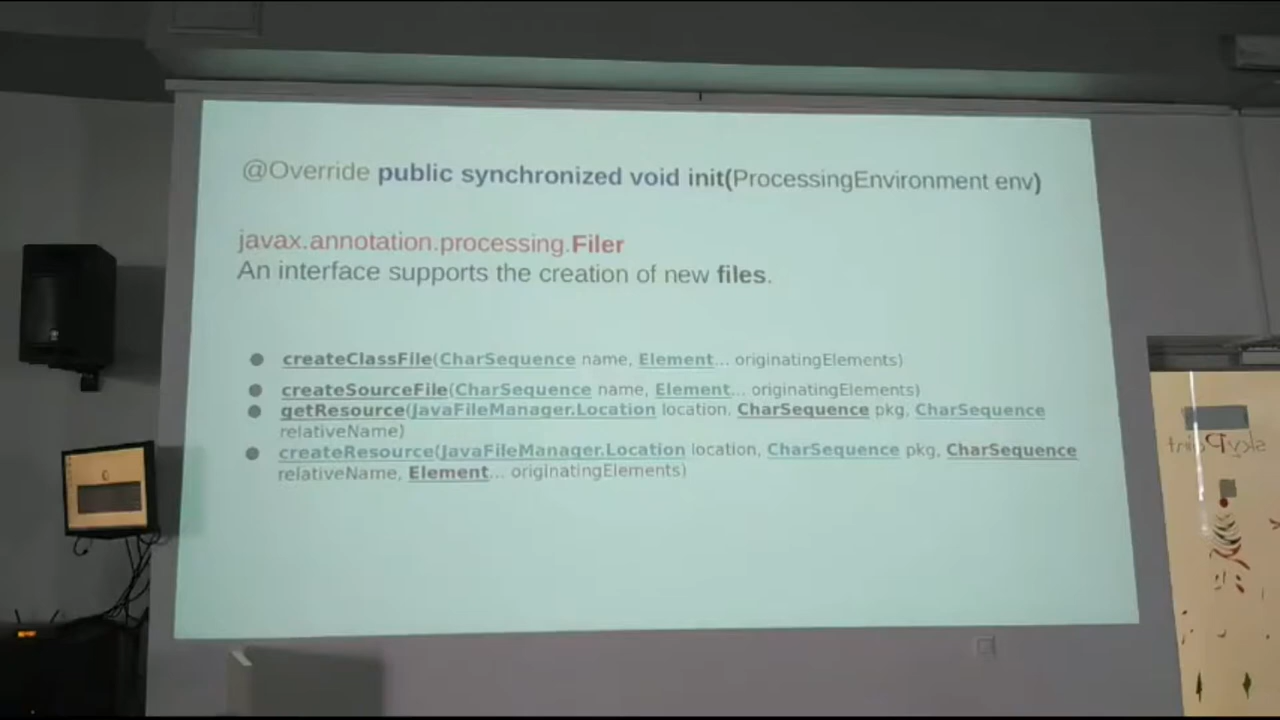 @Override public synchronized void init(ProcessingEnvironment env)
javax.annotation.processing.Filer
An interface supports the creation of new files.
● createClassFile(CharSequence name, Element... originatingElements)
● createSourceFile(CharSequence name, Element... originatingElements)
● getResource(JavaFileManager.Location location, CharSequence pkg, CharSequence
relativeName)
● createResource(JavaFileManager.Location location, CharSequence pkg, CharSequence
relativeName, Element... originatingElements)
skyPoint